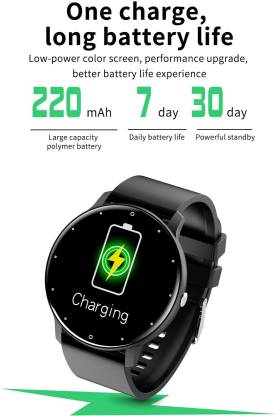 One charge,
long battery life
Low-power color screen, performance upgrade,
better battery life experience
220 mAh 7 day 30 day
Large capacity Daily battery life Powerful standby
polymer battery
Charging